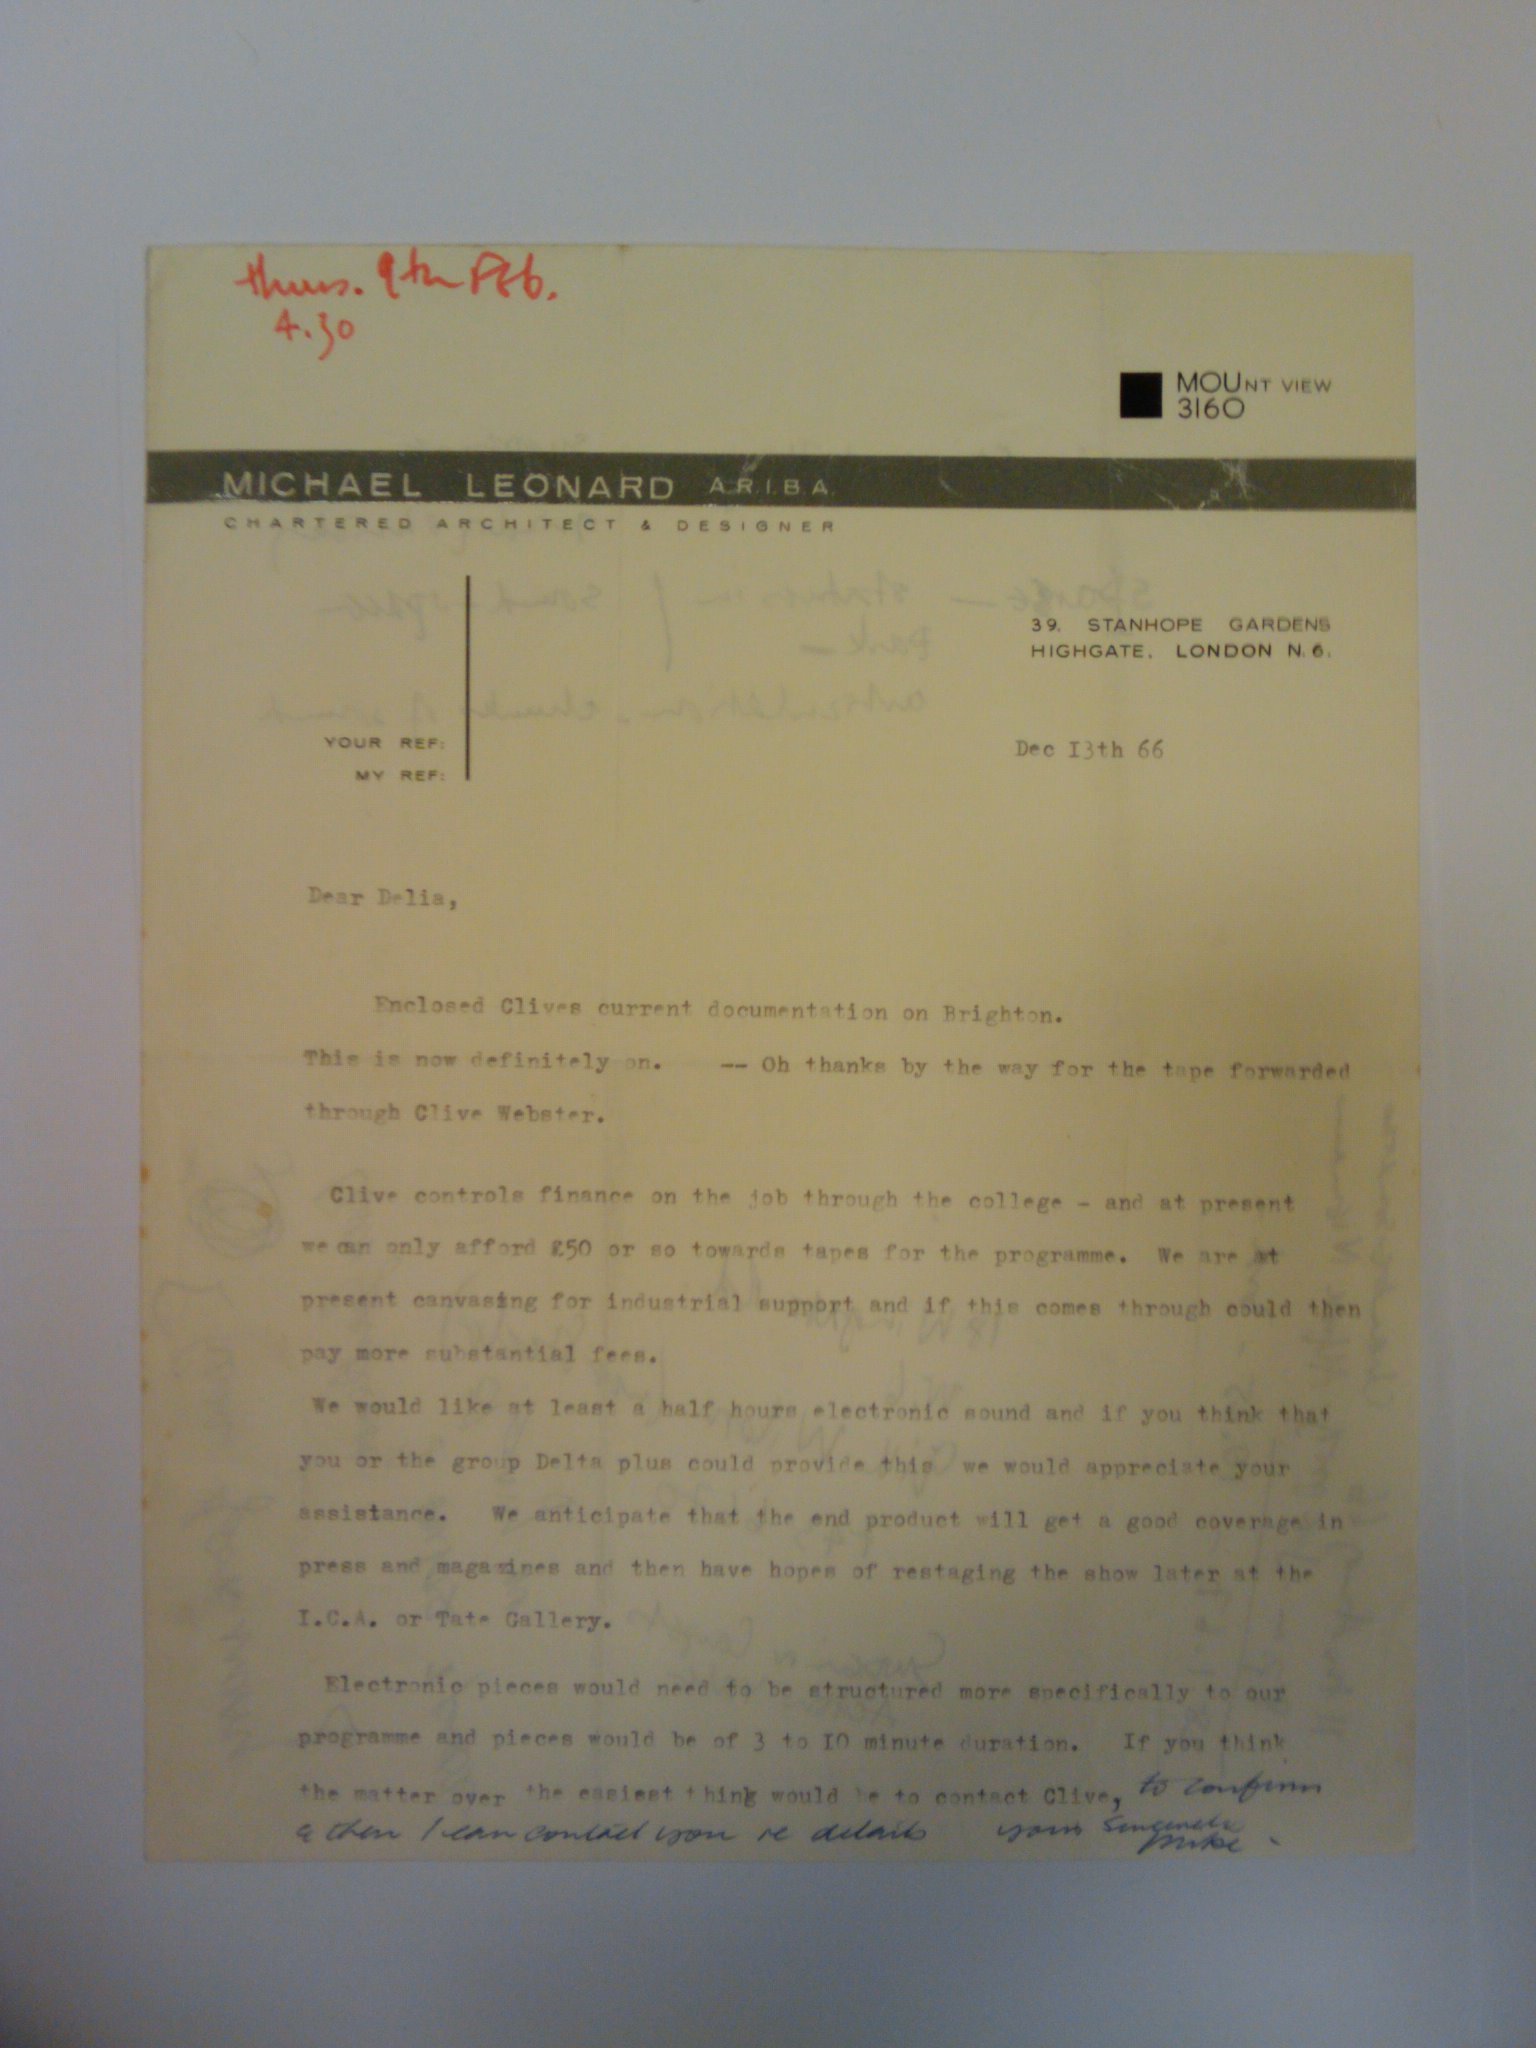 thurs. 9th Feb.
4.30
MOUNT VIEW
3160
MICHAEL LEONARD A.R.I.B.A.
CHARTERED ARCHITECT & DESIGNER
39, STANHOPE GARDENS
HIGHGATE, LONDON N.6.
YOUR REF:
MY REF:
Dec I3th 66
Dear Delia,
Enclosed Clives current documentation on Brighton.
This is now definitely on. -- Oh thanks by the way for the tape forwarded
through Clive Webster.
Clive controls finance on the job through the college - and at present
we can only afford £50 or so towards tapes for the programme. We are at
present canvasing for industrial support and if this comes through could then
pay more substantial fees.
We would like at least a half hours electronic sound and if you think that
you or the group Delta plus could provide this we would appreciate your
assistance. We anticipate that the end product will get a good coverage in
press and magazines and then have hopes of restaging the show later at the
I.C.A. or Tate Gallery.
Electronic pieces would need to be structured more specifically to our
programme and pieces would be of 3 to I0 minute duration. If you think
the matter over the easiest thing would be to contact Clive, to confirm
& then I can contact you re details yours Sincerely
Mike